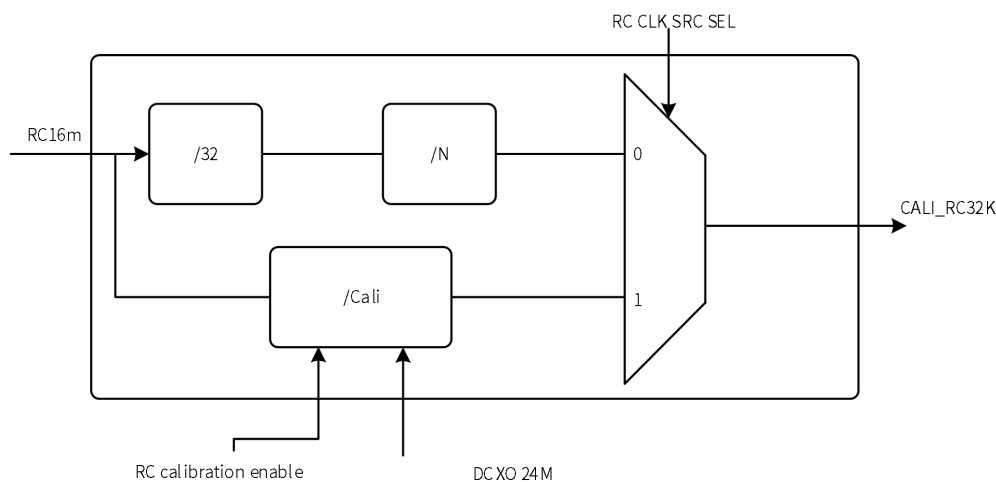 RC CLK SRC SEL
RC16m
/32
/N
0
CALI_RC32K
/Cali
1
RC calibration enable
DCXO 24M